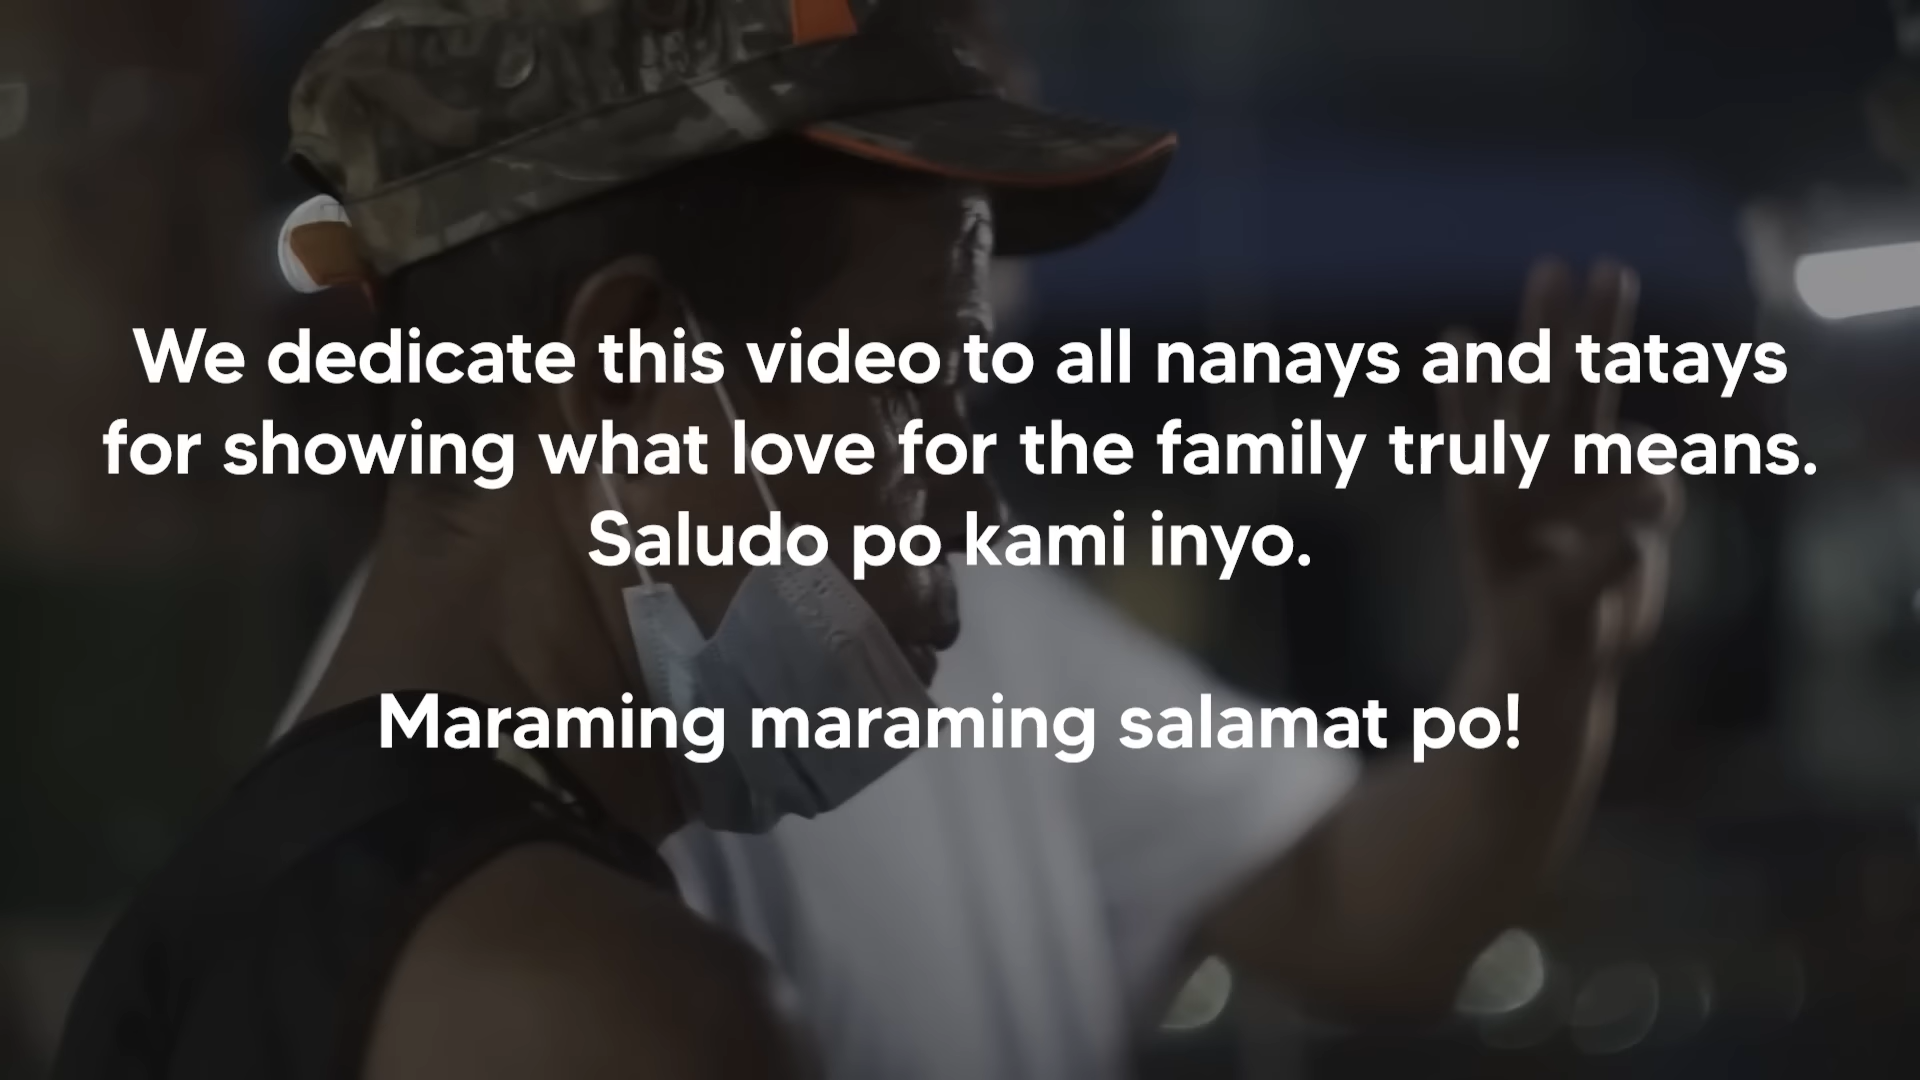 We dedicate this video to all nanays and tatays
for showing what love for the family truly means.
Saludo po kami inyo.
Maraming maraming salamat po!